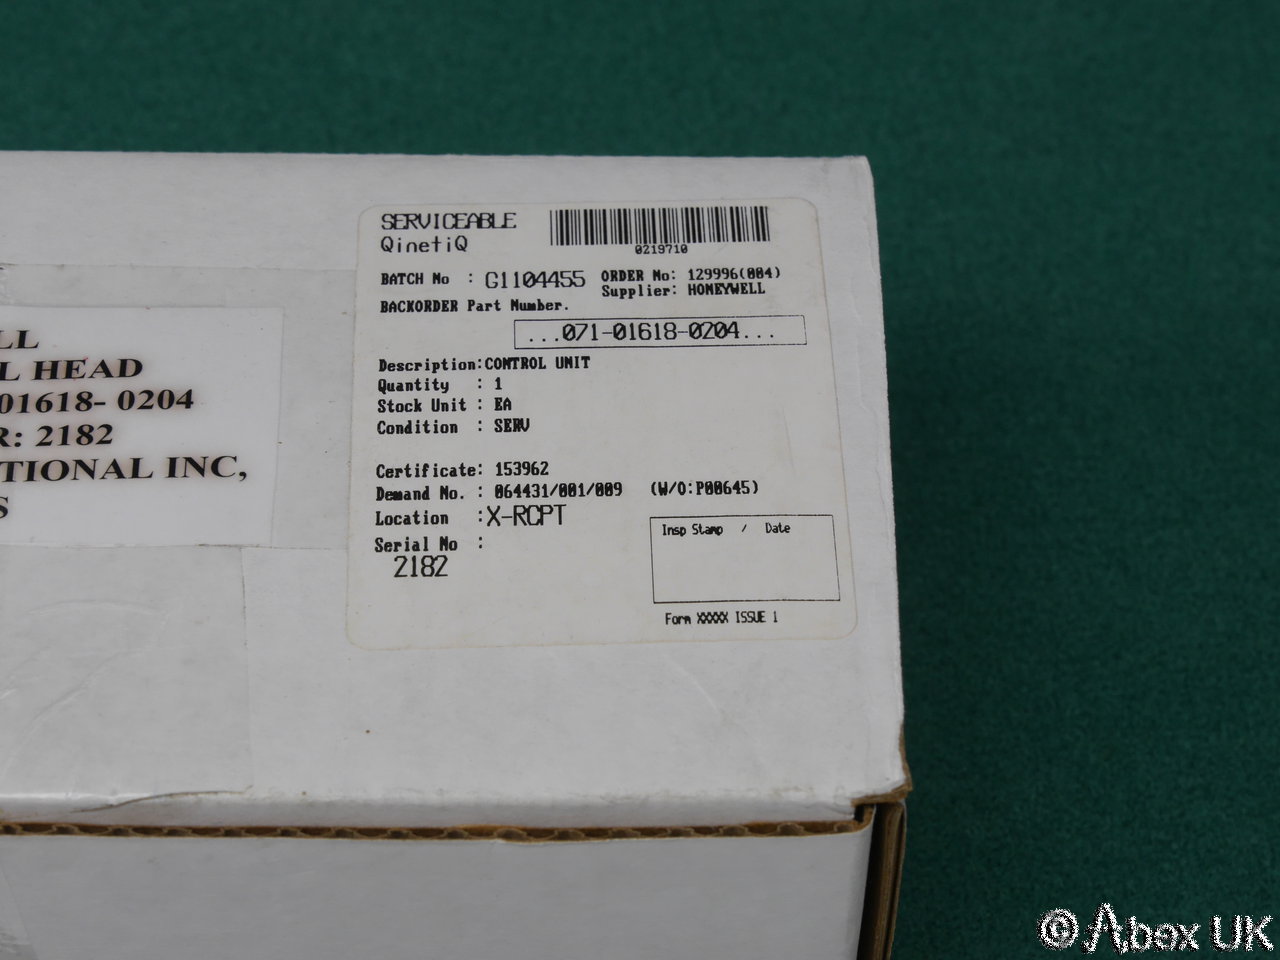 SERVICEABLE
QinetiQ
0219710
BATCH No : G1104455 ORDER No: 129996(004)
Supplier: HONEYWELL
BACKORDER Part Number.
...071-01618-0204...
Description:CONTROL UNIT
Quantity : 1
Stock Unit : EA
Condition : SERV
Certificate: 153962
Demand No. : 064431/001/009 (W/O:P00645)
Location :X-RCPT
Serial No :
2182
Insp Stamp / Date
Form XXXXX ISSUE 1
LL
L HEAD
01618- 0204
R: 2182
TIONAL INC,
S
© Abex UK